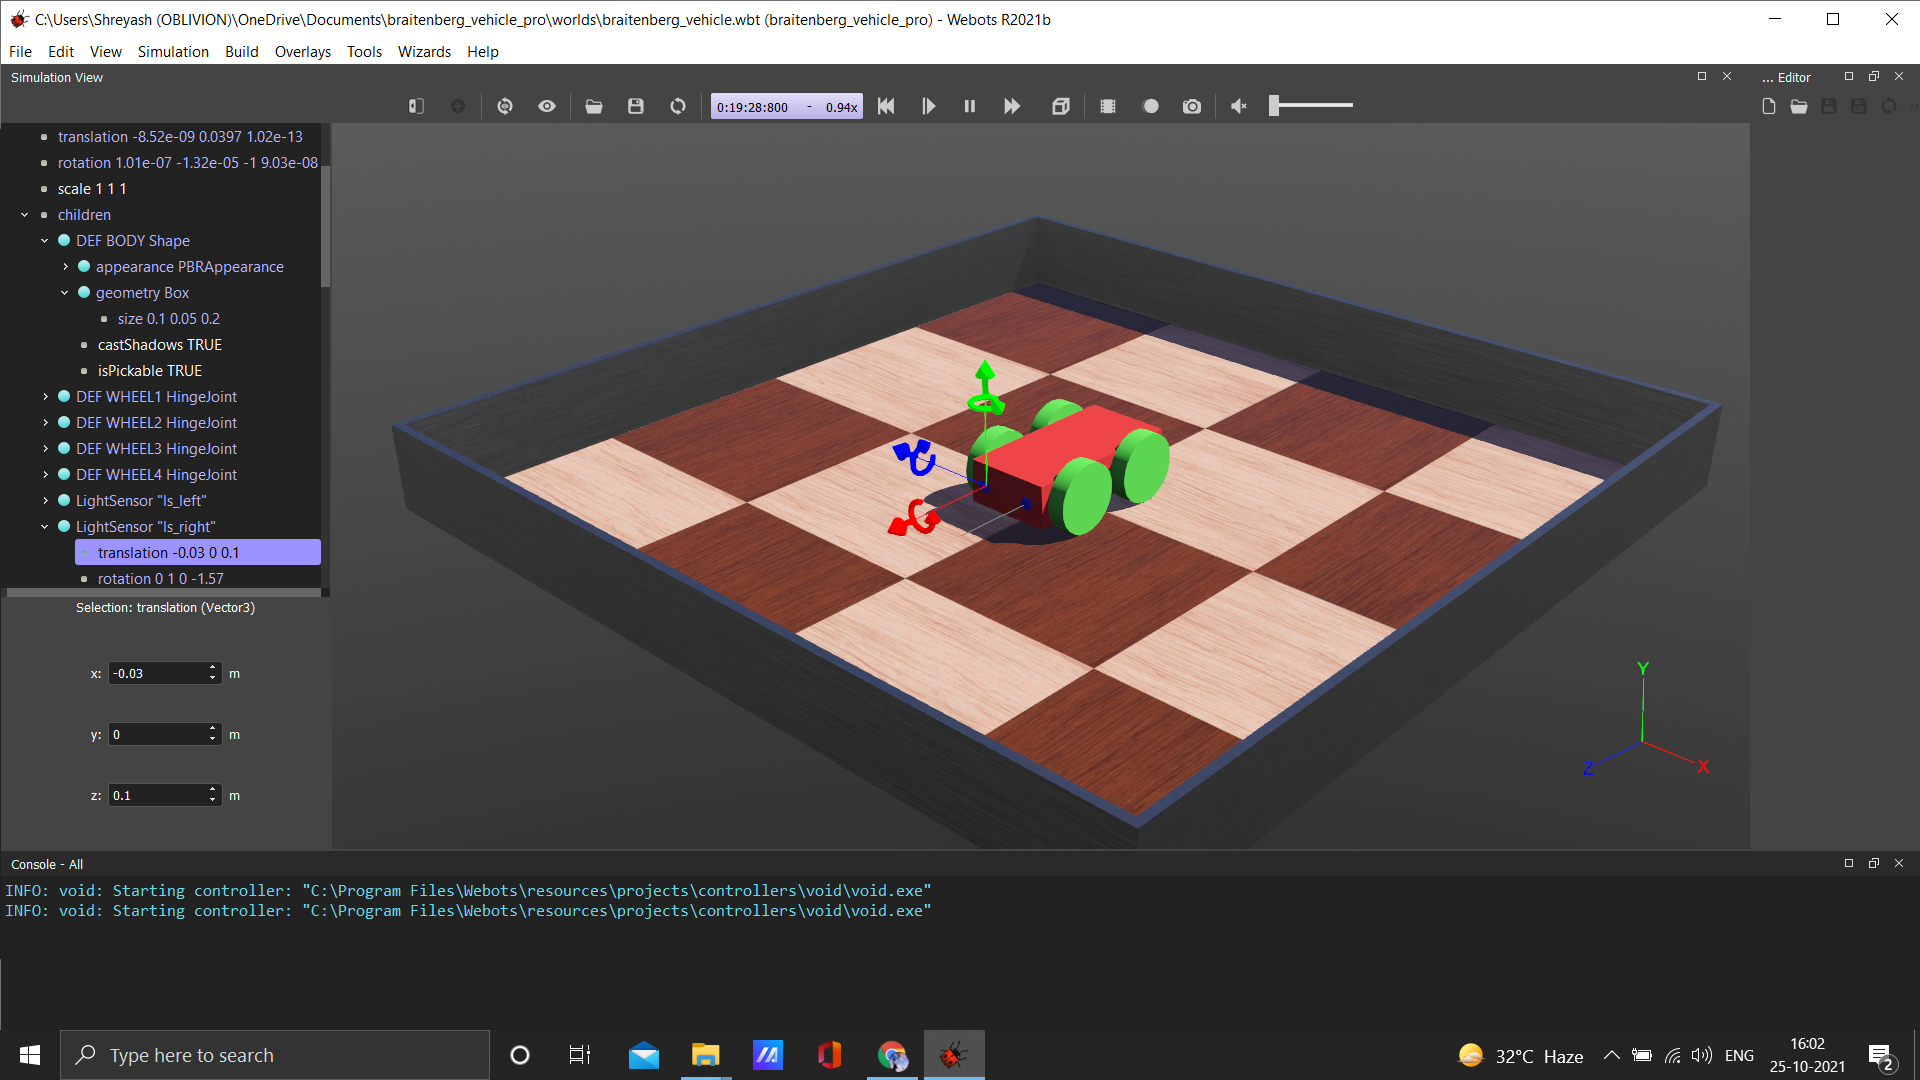 C:\Users\Shreyash (OBLIVION)\OneDrive\Documents\braitenberg_vehicle_pro\worlds\braitenberg_vehicle.wbt (braitenberg_vehicle_pro) - Webots R2021b
File Edit View Simulation Build Overlays Tools Wizards Help
Simulation View
... Editor
0:19:28:800 - 0.94x
translation -8.52e-09 0.0397 1.02e-13
rotation 1.01e-07 -1.32e-05 -1 9.03e-08
scale 1 1 1
children
DEF BODY Shape
appearance PBRAppearance
geometry Box
size 0.1 0.05 0.2
castShadows TRUE
isPickable TRUE
DEF WHEEL1 HingeJoint
DEF WHEEL2 HingeJoint
DEF WHEEL3 HingeJoint
DEF WHEEL4 HingeJoint
LightSensor "ls_left"
LightSensor "ls_right"
translation -0.03 0 0.1
rotation 0 1 0 -1.57
Selection: translation (Vector3)
x: -0.03 m
y: 0 m
z: 0.1 m
Y
Z X
Console - All
INFO: void: Starting controller: "C:\Program Files\Webots\resources\projects\controllers\void\void.exe"
INFO: void: Starting controller: "C:\Program Files\Webots\resources\projects\controllers\void\void.exe"
Type here to search
32°C Haze
ENG
16:02
25-10-2021
2